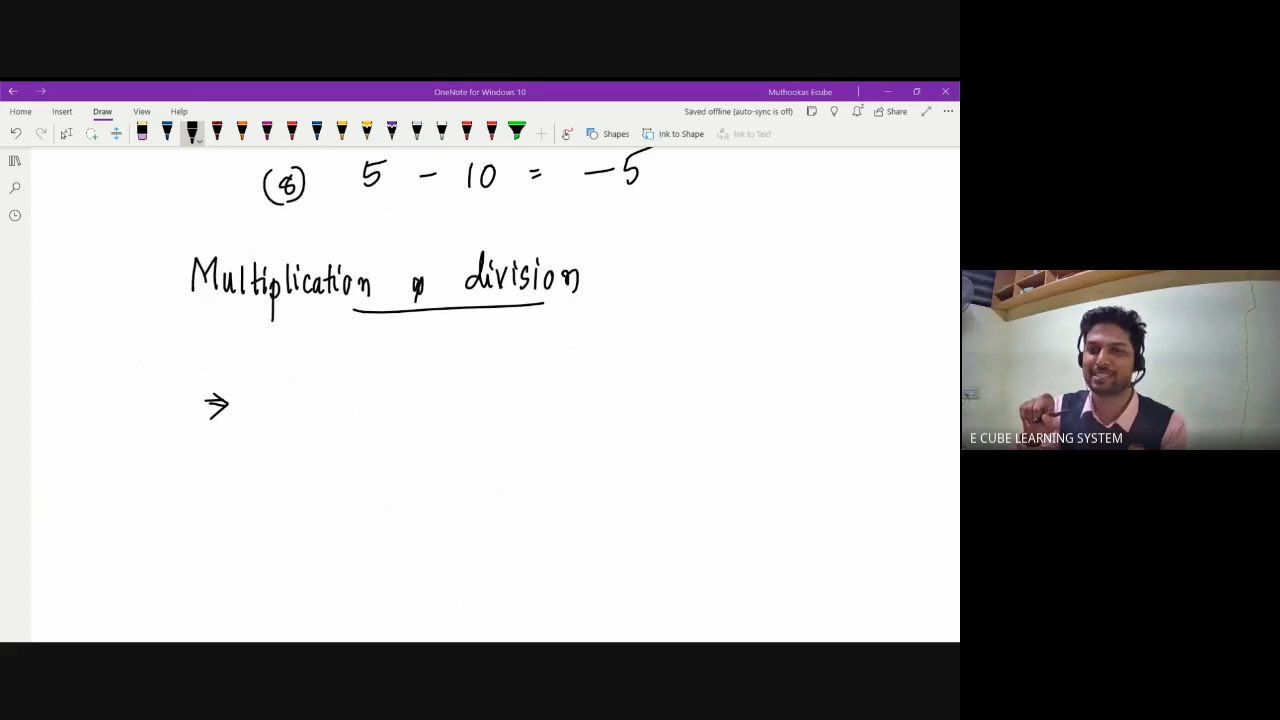 OneNote for Windows 10
Muthookas Ecube
Home Insert Draw View Help
Saved offline (auto-sync is off)
Share
Shapes
Ink to Shape
Ink to Text
(8) 5 - 10 = -5
Multiplication division
E CUBE LEARNING SYSTEM